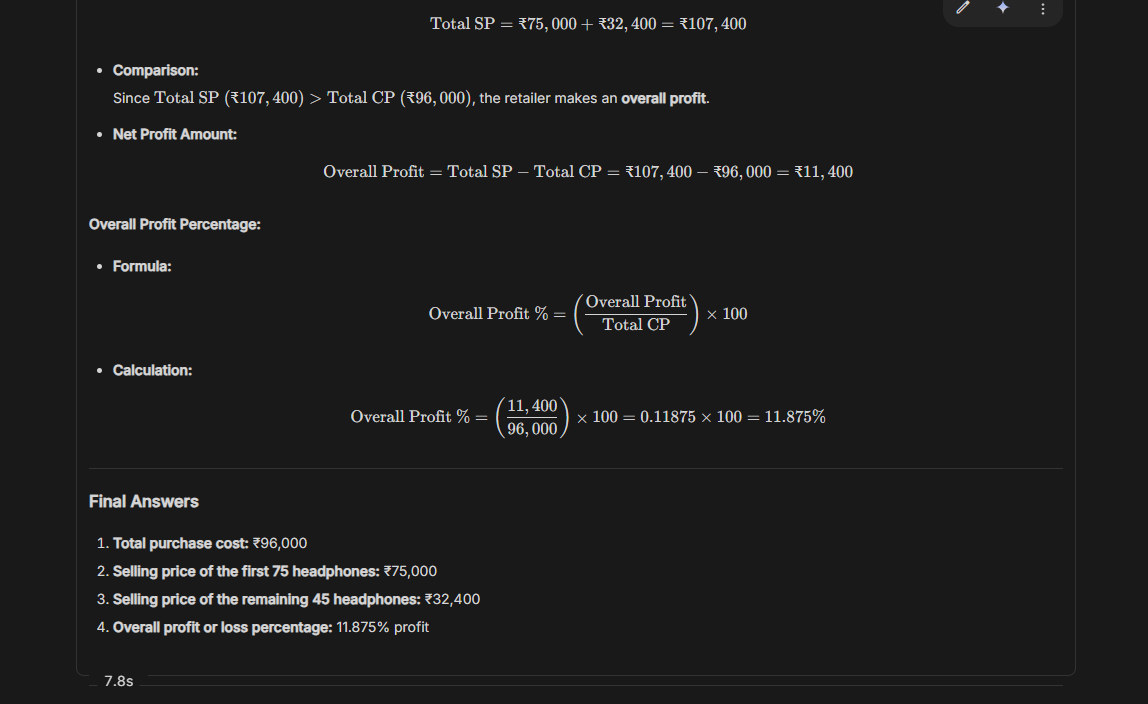 Total SP = ₹75,000 + ₹32,400 = ₹107,400
• Comparison:
Since Total SP (₹107,400) > Total CP (₹96,000), the retailer makes an overall profit.
• Net Profit Amount:
Overall Profit = Total SP − Total CP = ₹107,400 − ₹96,000 = ₹11,400
Overall Profit Percentage:
• Formula:
Overall Profit % = (Overall Profit / Total CP) × 100
• Calculation:
Overall Profit % = (11,400 / 96,000) × 100 = 0.11875 × 100 = 11.875%
Final Answers
1. Total purchase cost: ₹96,000
2. Selling price of the first 75 headphones: ₹75,000
3. Selling price of the remaining 45 headphones: ₹32,400
4. Overall profit or loss percentage: 11.875% profit
7.8s